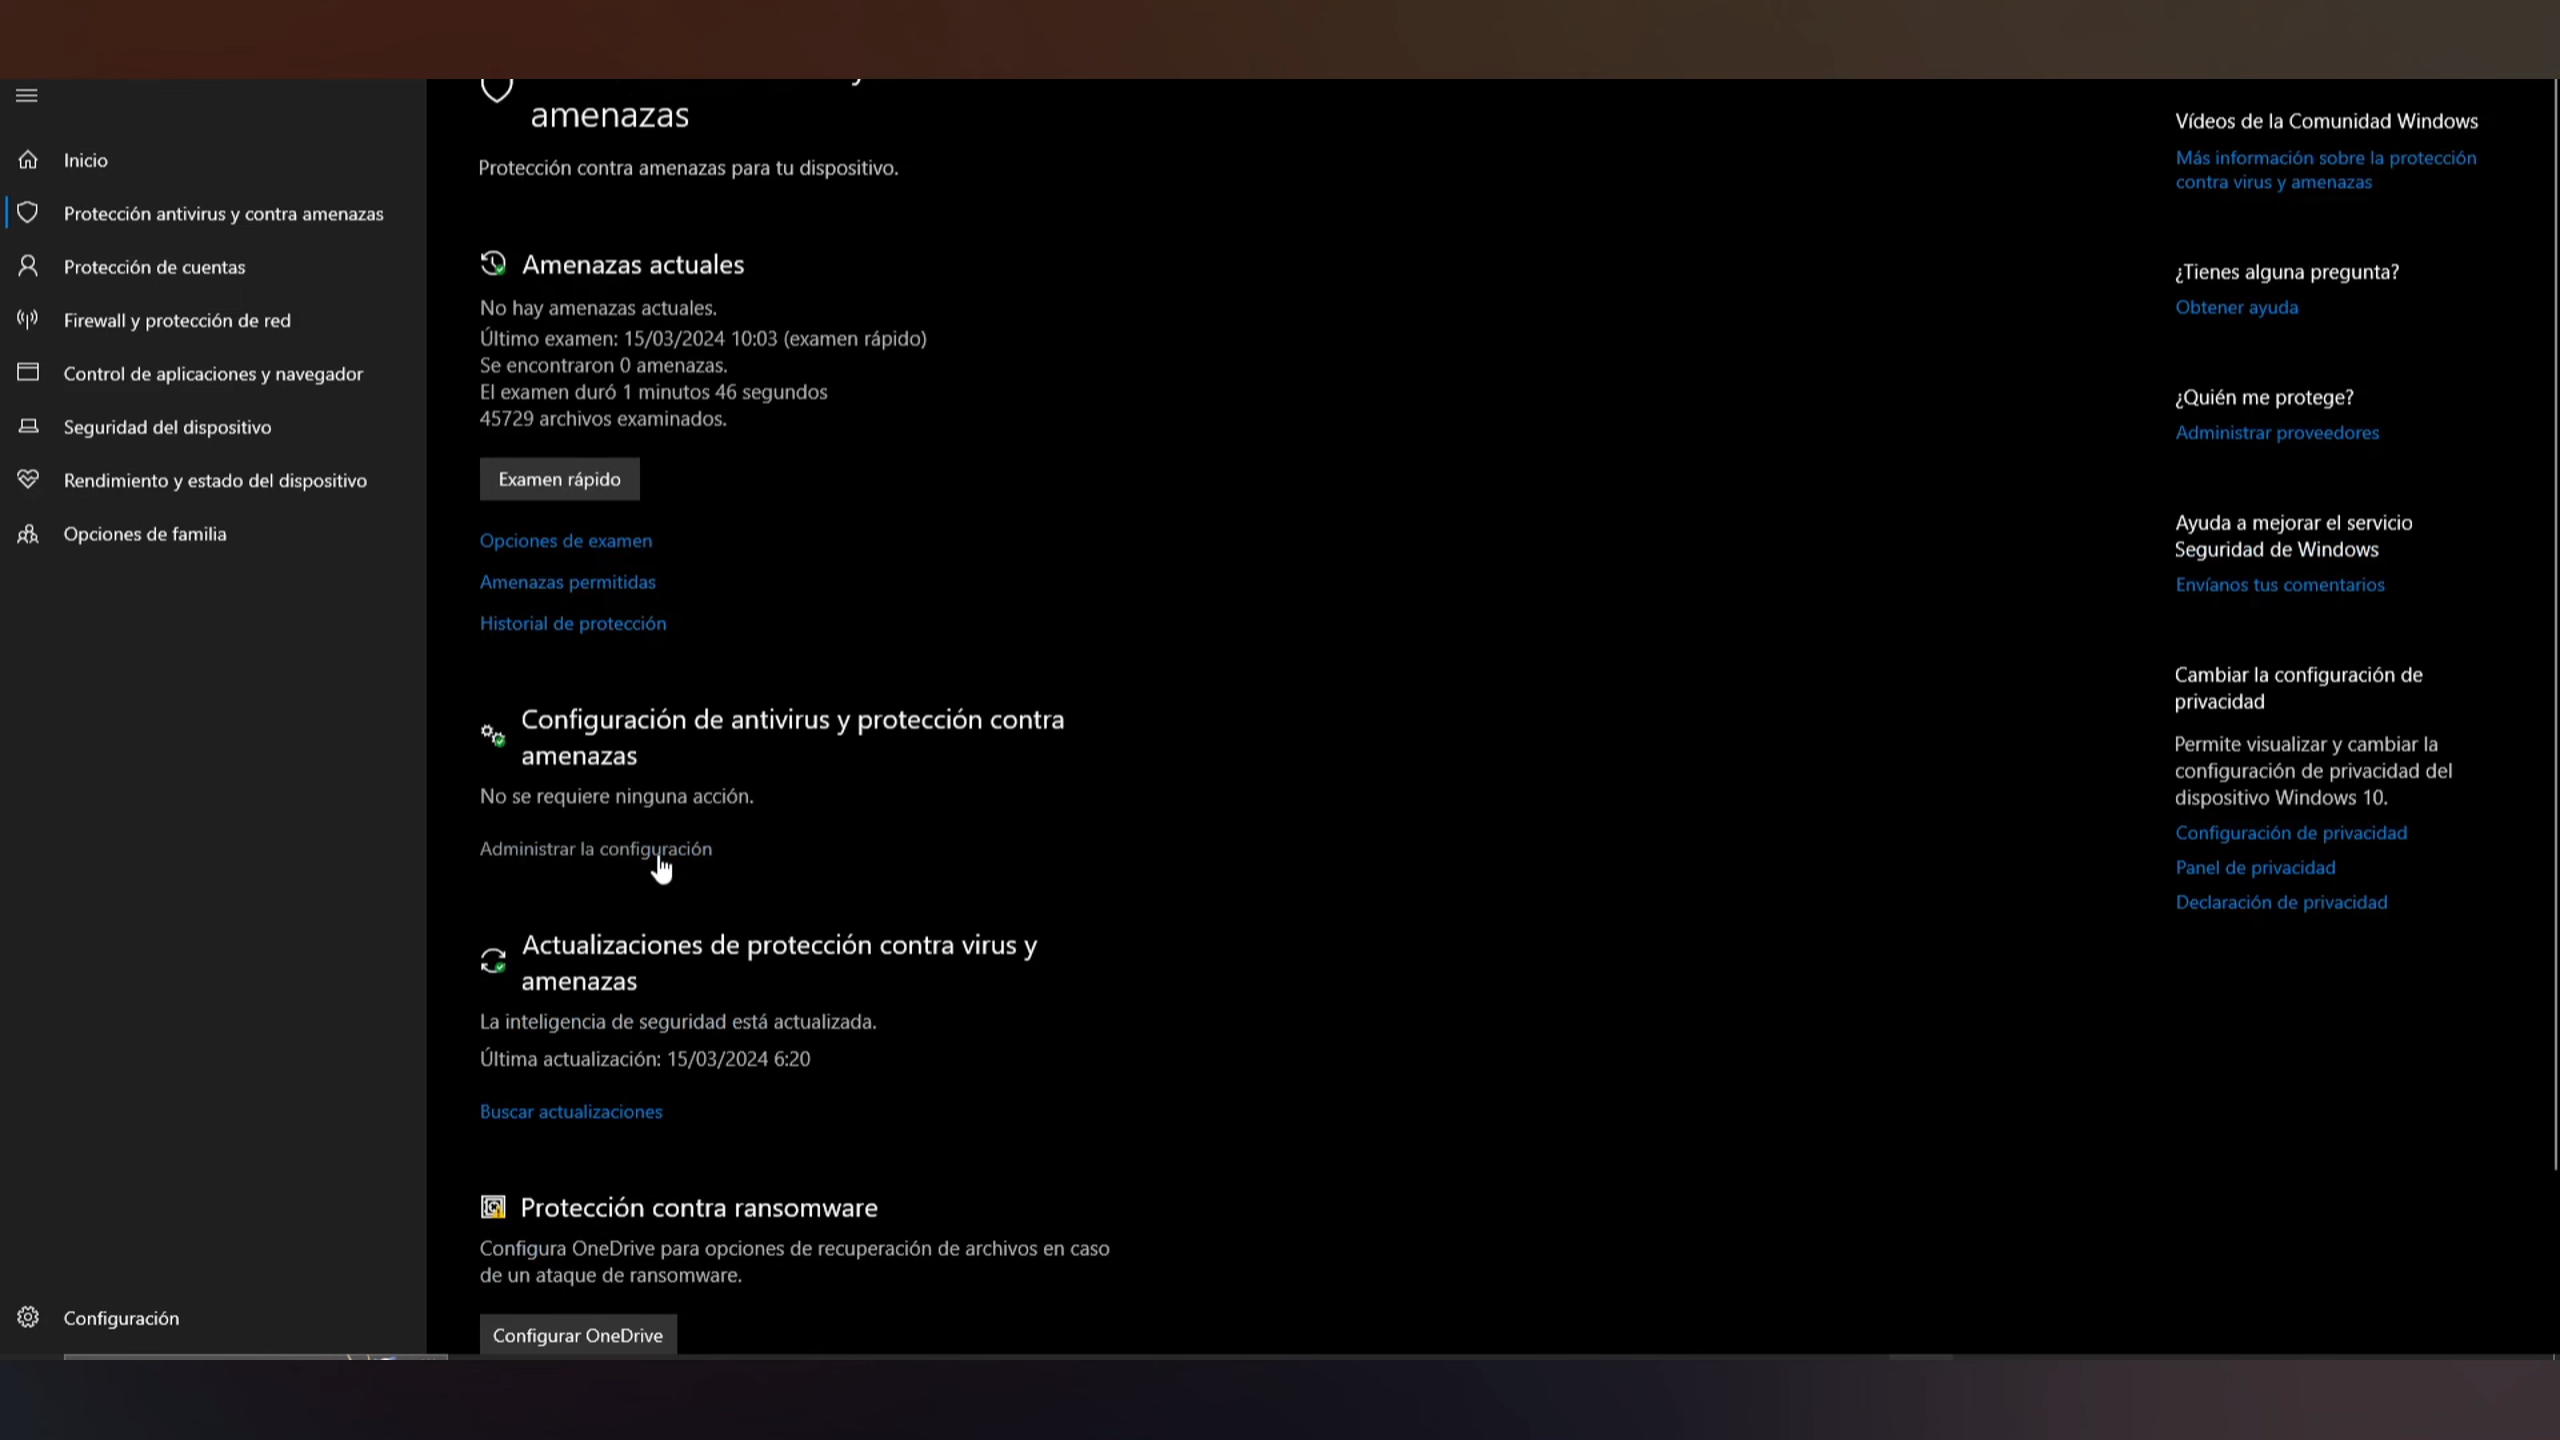 Inicio
Protección antivirus y contra amenazas
Protección de cuentas
Firewall y protección de red
Control de aplicaciones y navegador
Seguridad del dispositivo
Rendimiento y estado del dispositivo
Opciones de familia
Configuración
amenazas
Protección contra amenazas para tu dispositivo.
Amenazas actuales
No hay amenazas actuales.
Último examen: 15/03/2024 10:03 (examen rápido)
Se encontraron 0 amenazas.
El examen duró 1 minutos 46 segundos
45729 archivos examinados.
Examen rápido
Opciones de examen
Amenazas permitidas
Historial de protección
Configuración de antivirus y protección contra
amenazas
No se requiere ninguna acción.
Administrar la configuración
Actualizaciones de protección contra virus y
amenazas
La inteligencia de seguridad está actualizada.
Última actualización: 15/03/2024 6:20
Buscar actualizaciones
Protección contra ransomware
Configura OneDrive para opciones de recuperación de archivos en caso
de un ataque de ransomware.
Configurar OneDrive
Vídeos de la Comunidad Windows
Más información sobre la protección
contra virus y amenazas
¿Tienes alguna pregunta?
Obtener ayuda
¿Quién me protege?
Administrar proveedores
Ayuda a mejorar el servicio
Seguridad de Windows
Envíanos tus comentarios
Cambiar la configuración de
privacidad
Permite visualizar y cambiar la
configuración de privacidad del
dispositivo Windows 10.
Configuración de privacidad
Panel de privacidad
Declaración de privacidad